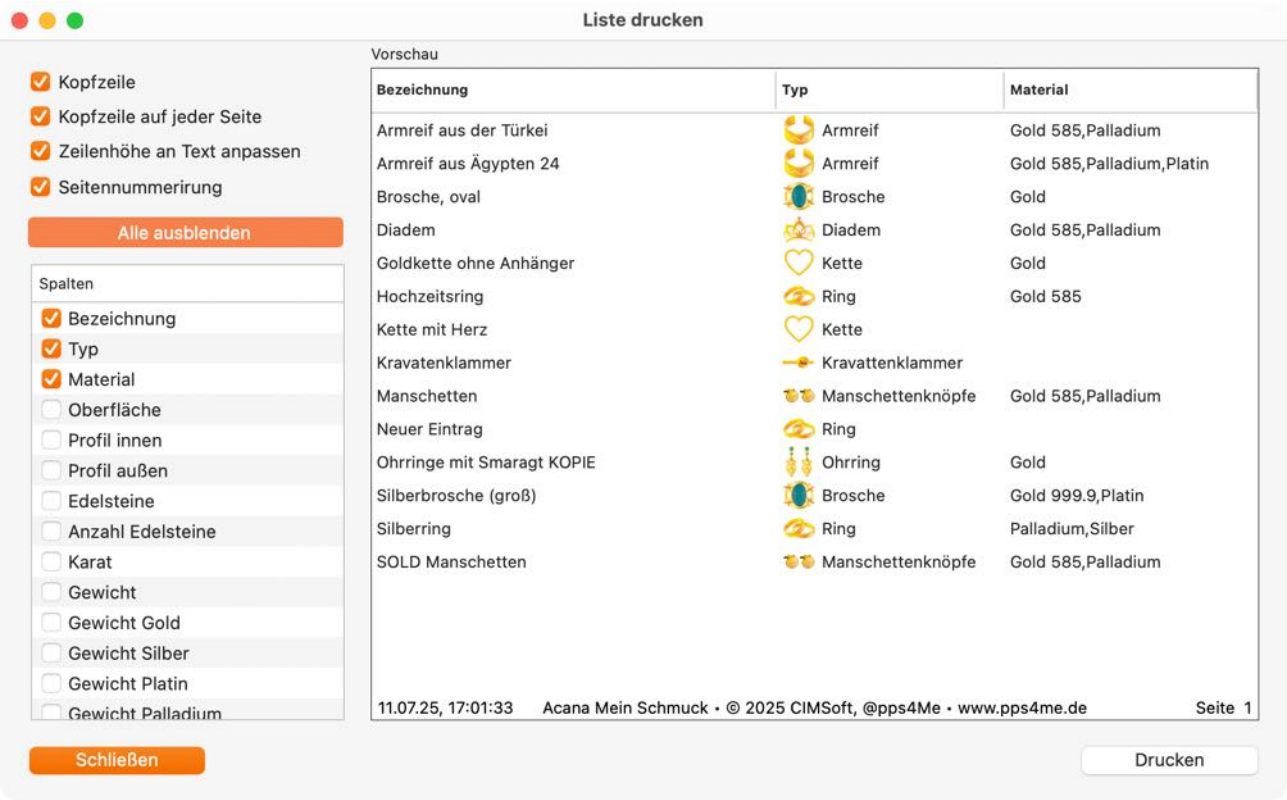 Liste drucken
Kopfzeile
Kopfzeile auf jeder Seite
Zeilenhöhe an Text anpassen
Seitennummerirung
Alle ausblenden
Spalten
Bezeichnung
Typ
Material
Oberfläche
Profil innen
Profil außen
Edelsteine
Anzahl Edelsteine
Karat
Gewicht
Gewicht Gold
Gewicht Silber
Gewicht Platin
Gewicht Palladium
Schließen
Vorschau
Bezeichnung Typ Material
Armreif aus der Türkei Armreif Gold 585,Palladium
Armreif aus Ägypten 24 Armreif Gold 585,Palladium,Platin
Brosche, oval Brosche Gold
Diadem Diadem Gold 585,Palladium
Goldkette ohne Anhänger Kette Gold
Hochzeitsring Ring Gold 585
Kette mit Herz Kette
Kravatenklammer Kravattenklammer
Manschetten Manschettenknöpfe Gold 585,Palladium
Neuer Eintrag Ring
Ohrringe mit Smaragt KOPIE Ohrring Gold
Silberbrosche (groß) Brosche Gold 999.9,Platin
Silberring Ring Palladium,Silber
SOLD Manschetten Manschettenknöpfe Gold 585,Palladium
11.07.25, 17:01:33 Acana Mein Schmuck • © 2025 CIMSoft, @pps4Me • www.pps4me.de Seite 1
Drucken